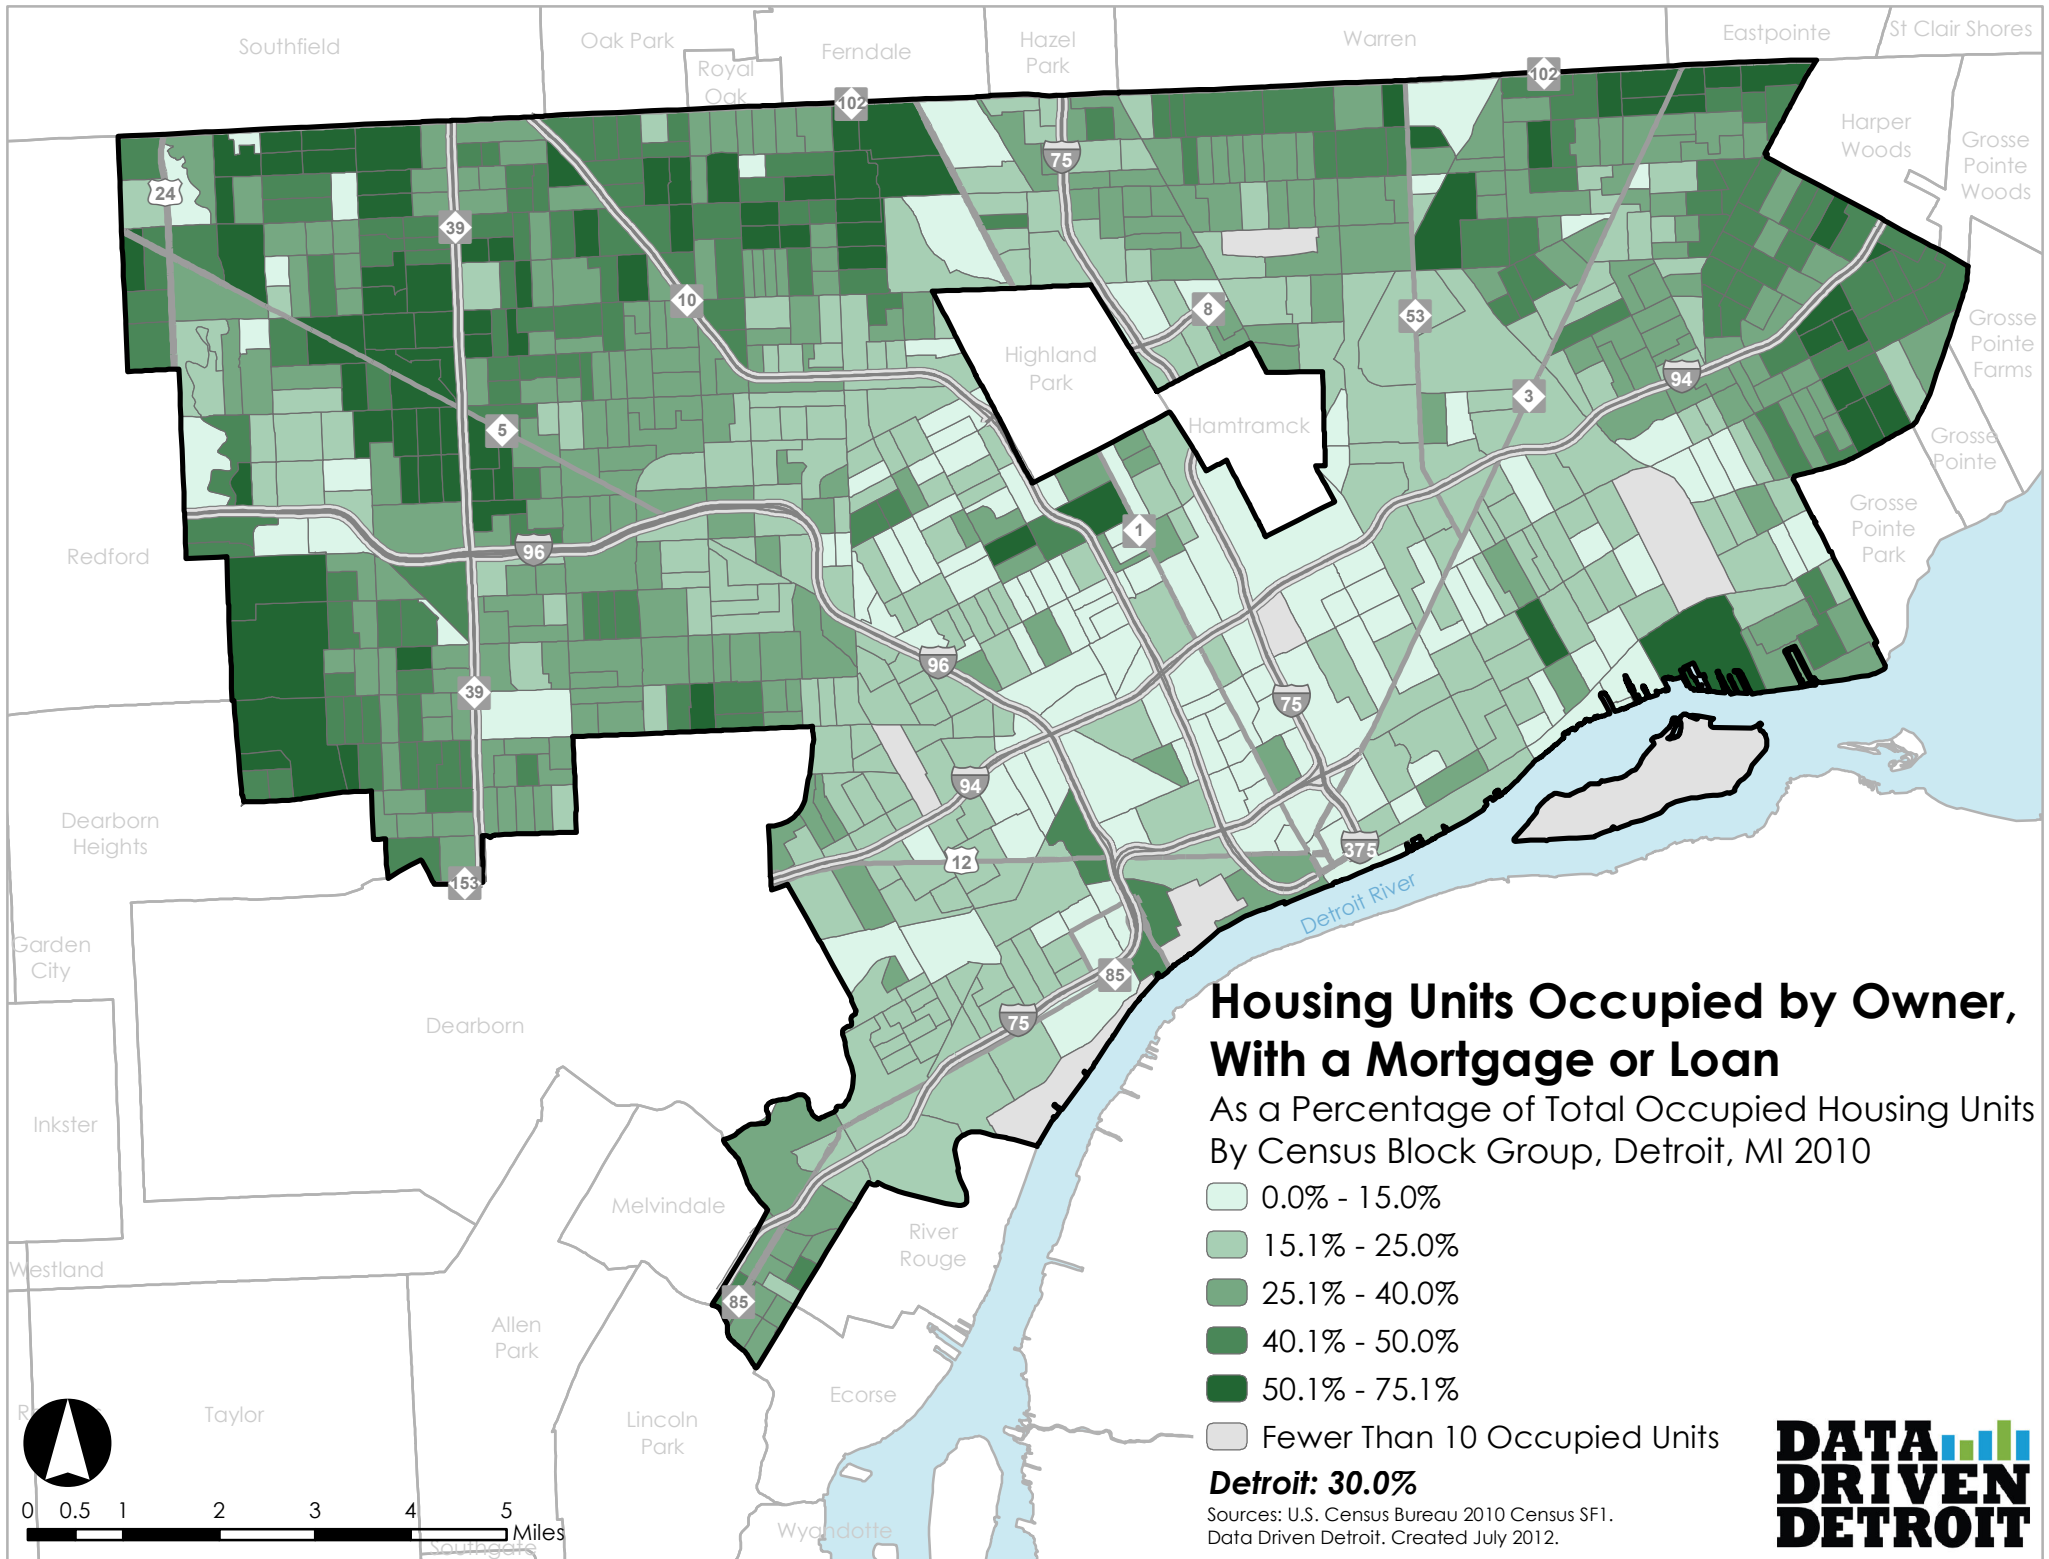 Southfield
Oak Park
Royal
Oak
Ferndale
Hazel
Park
Warren
Eastpointe
St Clair Shores
Harper
Woods
Grosse
Pointe
Woods
102
102
24
39
75
10
8
53
Highland
Park
Grosse
Pointe
Farms
94
3
5
Hamtramck
Grosse
Pointe
Grosse
Pointe
Park
Redford
96
1
96
39
75
94
Dearborn
Heights
12
375
153
Detroit River
Garden
City
85
Dearborn
75
Inkster
Melvindale
River
Rouge
Westland
85
Allen
Park
Ecorse
Taylor
Lincoln
Park
Wyandotte
Southgate
Housing Units Occupied by Owner,
With a Mortgage or Loan
As a Percentage of Total Occupied Housing Units
By Census Block Group, Detroit, MI 2010
0.0% - 15.0%
15.1% - 25.0%
25.1% - 40.0%
40.1% - 50.0%
50.1% - 75.1%
Fewer Than 10 Occupied Units
Detroit: 30.0%
Sources: U.S. Census Bureau 2010 Census SF1.
Data Driven Detroit. Created July 2012.
0 0.5 1 2 3 4 5
Miles
DATA
DRIVEN
DETROIT